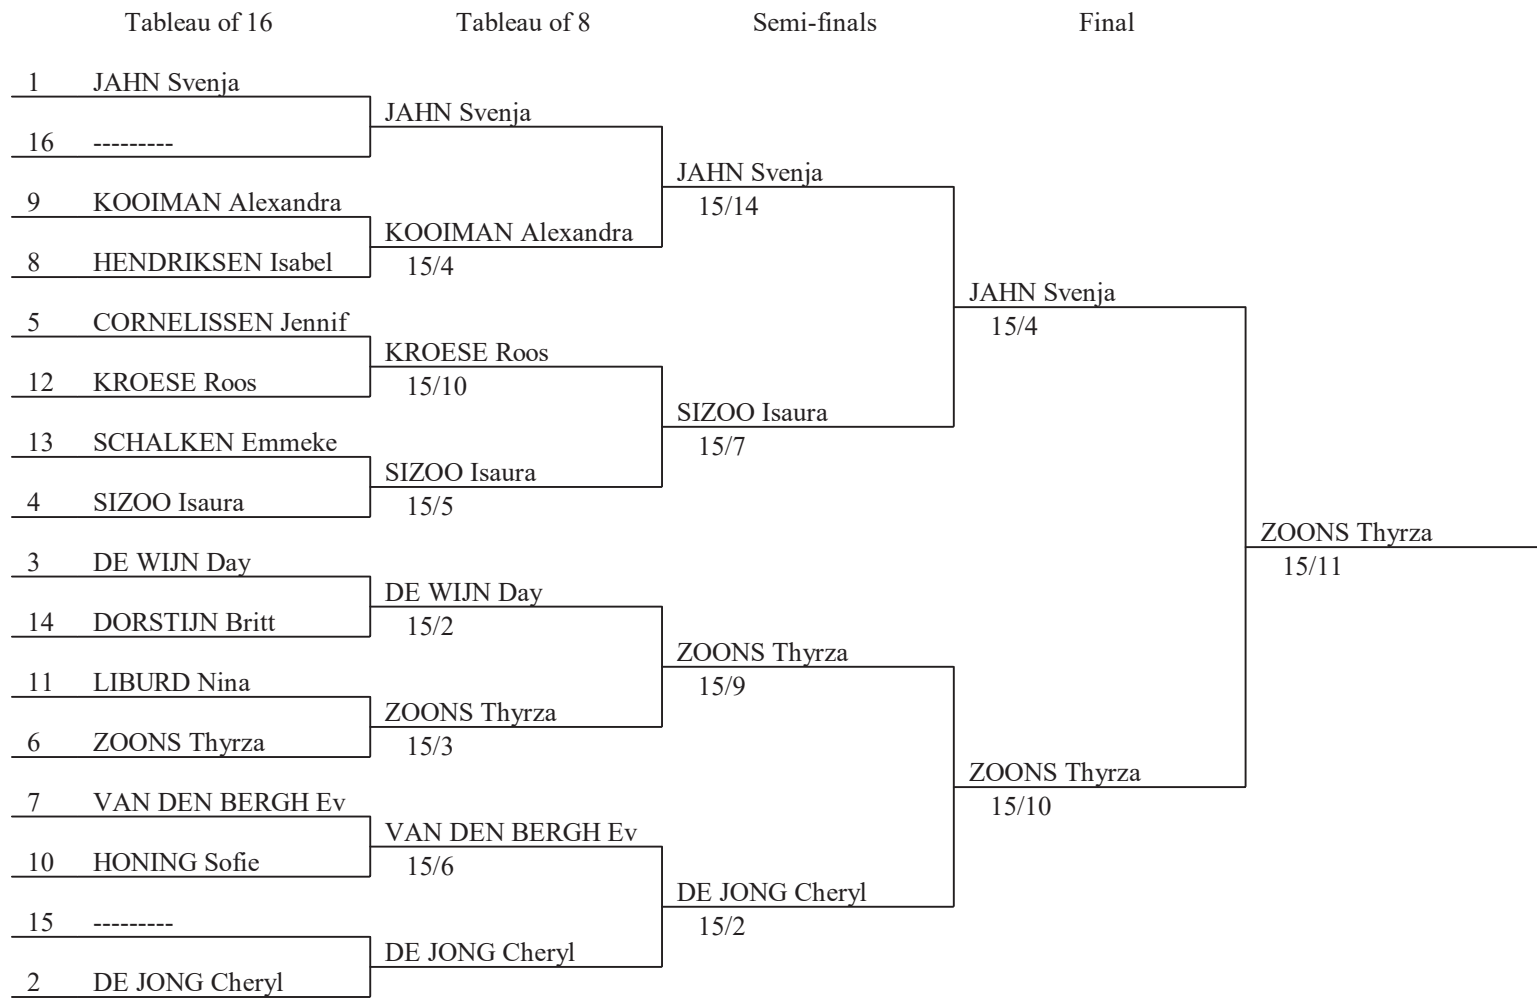 Tableau of 16 Tableau of 8 Semi-finals Final
1 JAHN Svenja
JAHN Svenja
16 ---------
JAHN Svenja
15/14
9 KOOIMAN Alexandra
KOOIMAN Alexandra
15/4
8 HENDRIKSEN Isabel
JAHN Svenja
15/4
5 CORNELISSEN Jennif
KROESE Roos
15/10
12 KROESE Roos
SIZOO Isaura
15/7
13 SCHALKEN Emmeke
SIZOO Isaura
15/5
4 SIZOO Isaura
ZOONS Thyrza
15/11
3 DE WIJN Day
DE WIJN Day
15/2
14 DORSTIJN Britt
ZOONS Thyrza
15/9
11 LIBURD Nina
ZOONS Thyrza
15/3
6 ZOONS Thyrza
ZOONS Thyrza
15/10
7 VAN DEN BERGH Ev
VAN DEN BERGH Ev
15/6
10 HONING Sofie
DE JONG Cheryl
15/2
15 ---------
DE JONG Cheryl
2 DE JONG Cheryl